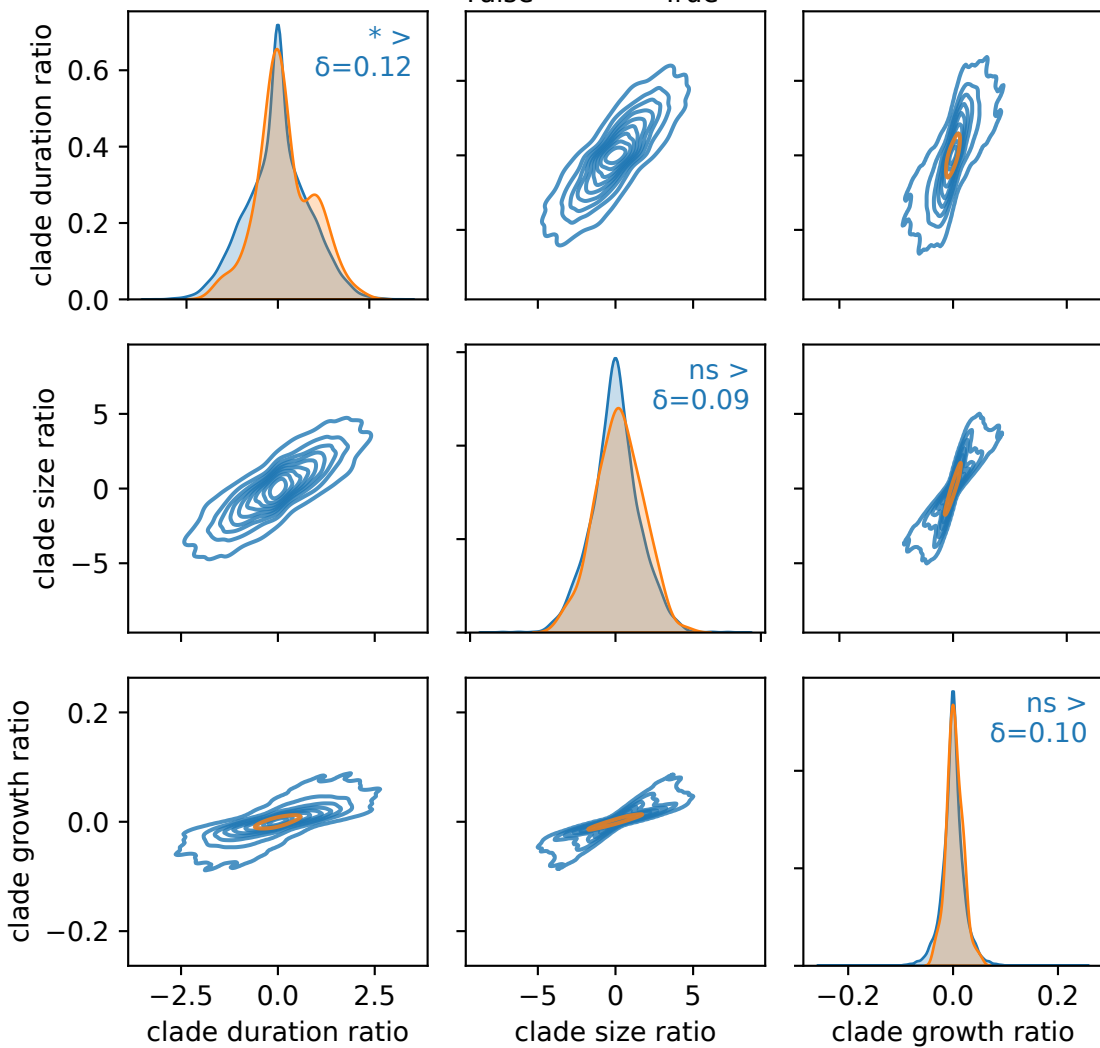 clade duration ratio
0.6
0.4
0.2
0.0
* >
δ=0.12
clade size ratio
5
0
−5
ns >
δ=0.09
clade growth ratio
0.2
0.0
−0.2
ns >
δ=0.10
−2.5 0.0 2.5
−5 0 5
−0.2 0.0 0.2
clade duration ratio
clade size ratio
clade growth ratio